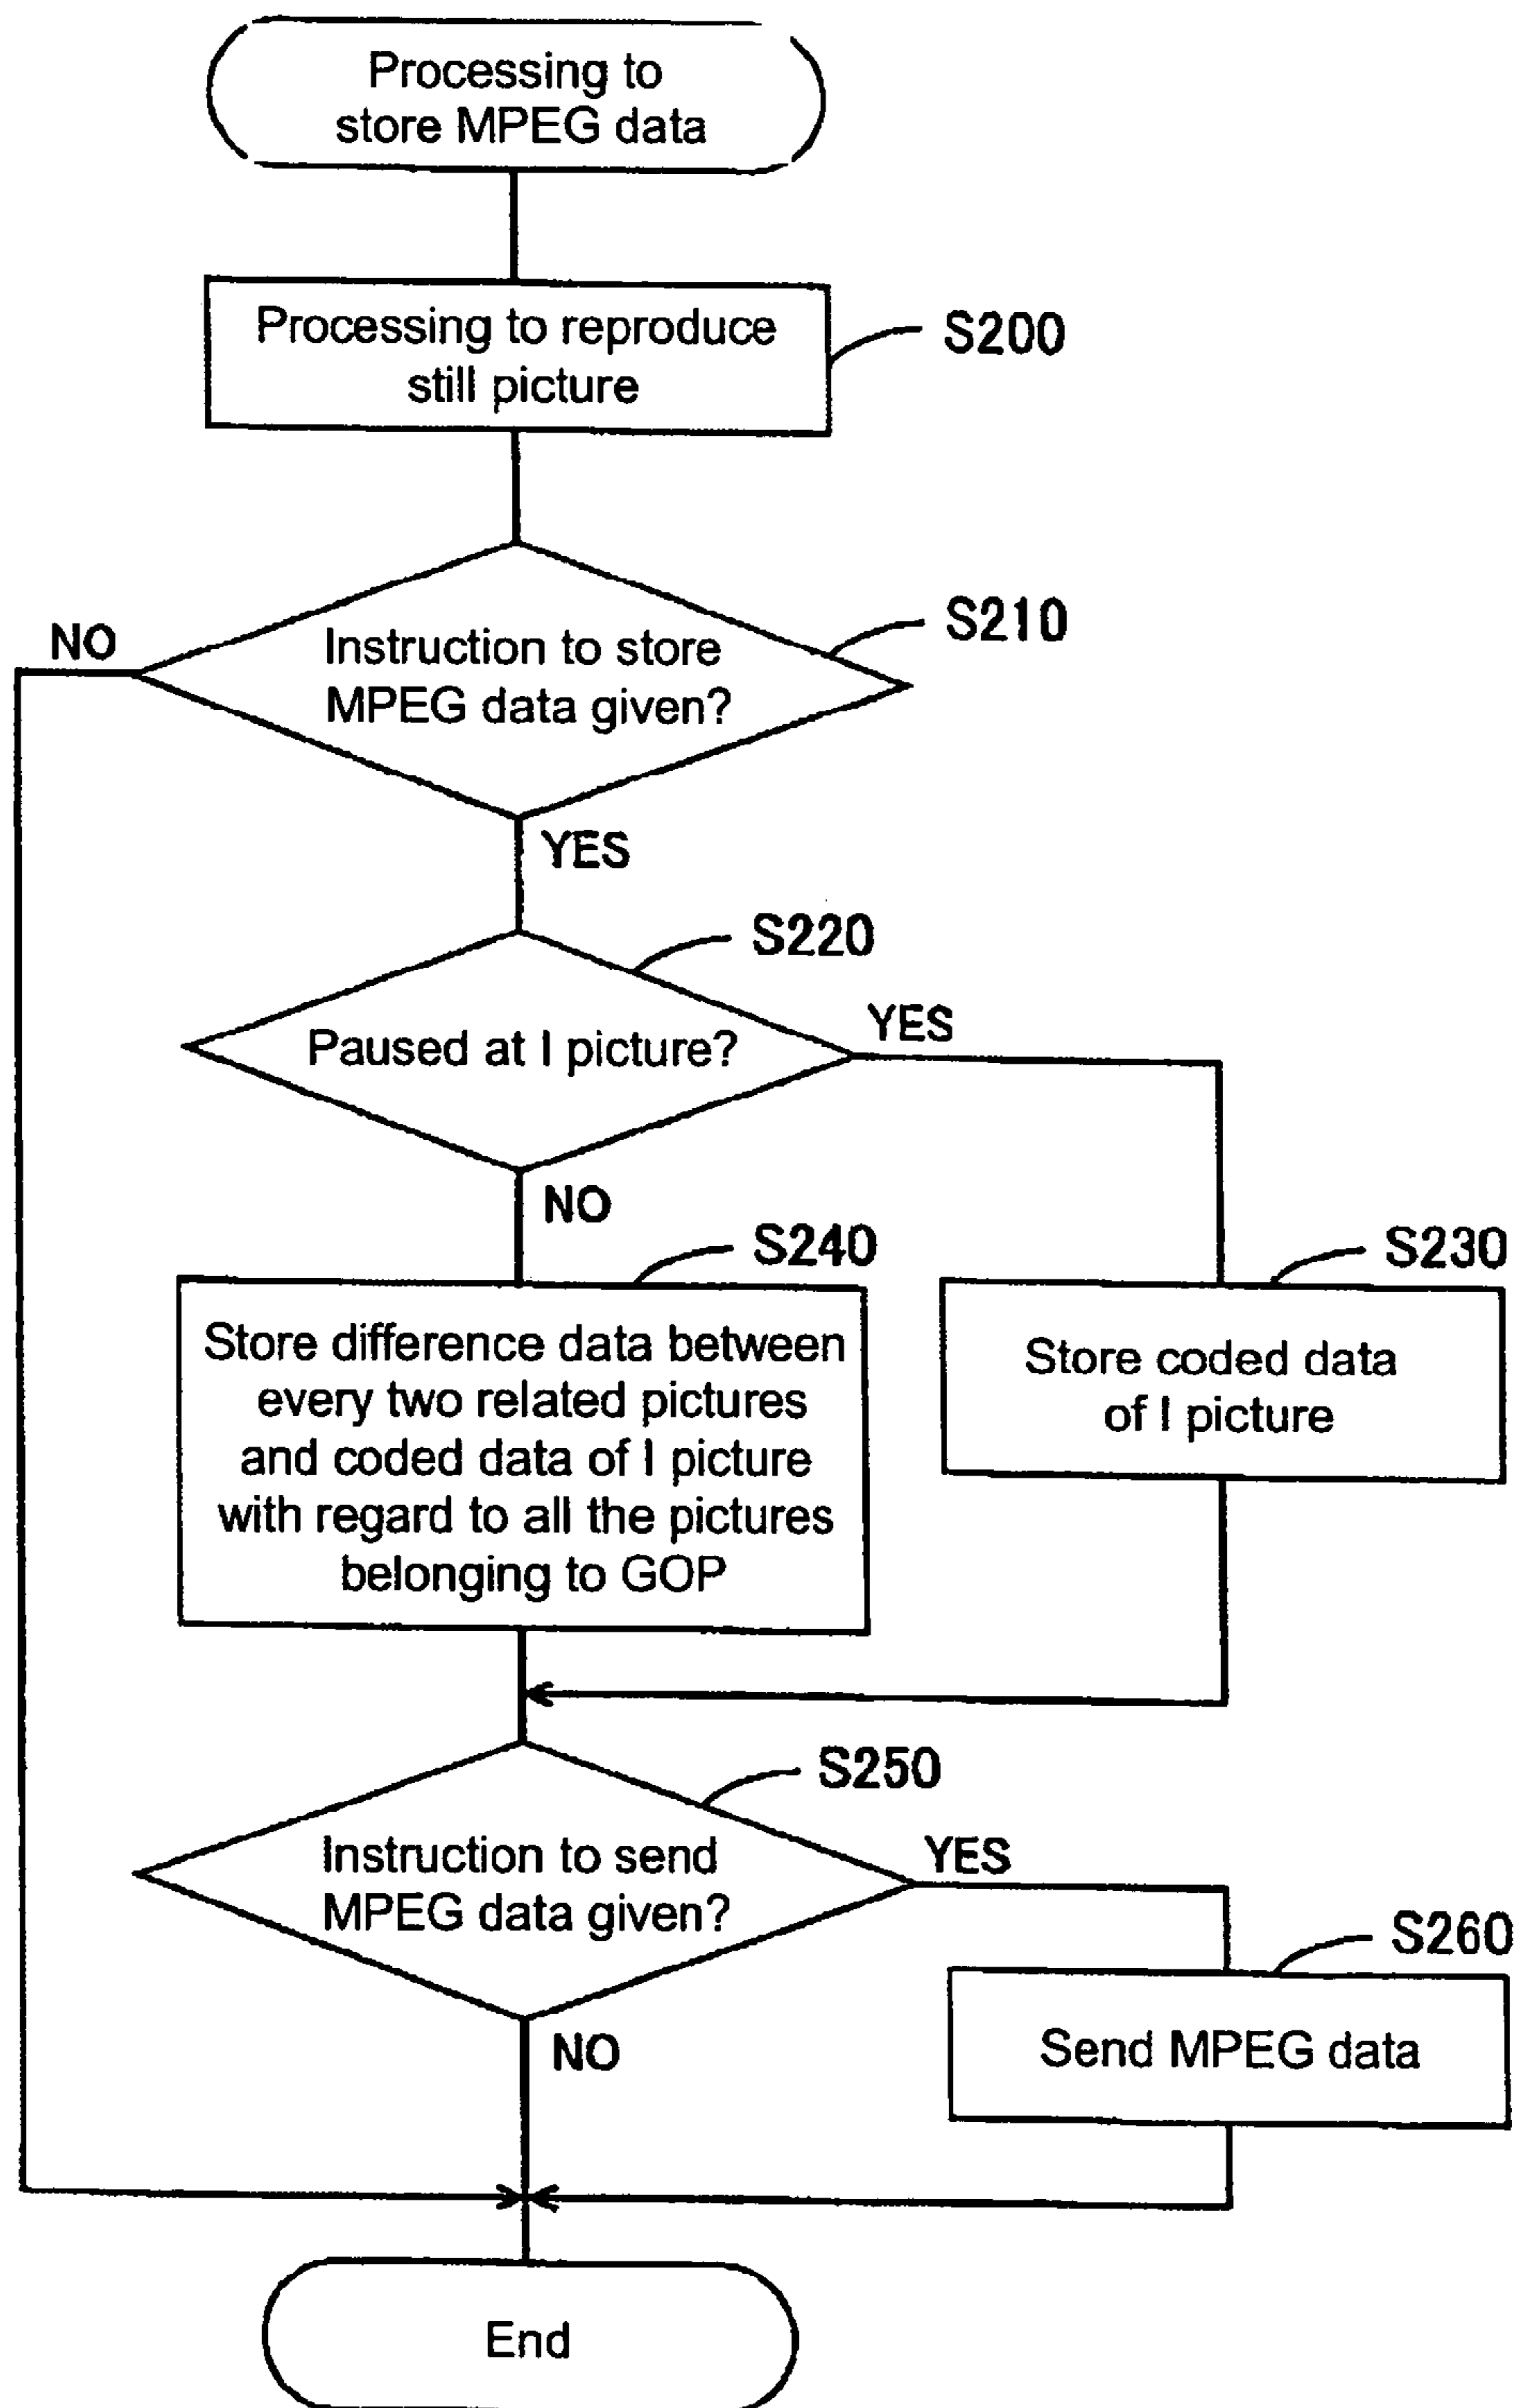 Processing to
store MPEG data
Processing to reproduce
still picture
S200
S210
NO
Instruction to store
MPEG data given?
YES
S220
YES
Paused at I picture?
NO
S240
S230
Store difference data between
every two related pictures
and coded data of I picture
with regard to all the pictures
belonging to GOP
Store coded data
of I picture
S250
Instruction to send
MPEG data given?
YES
S260
NO
Send MPEG data
End